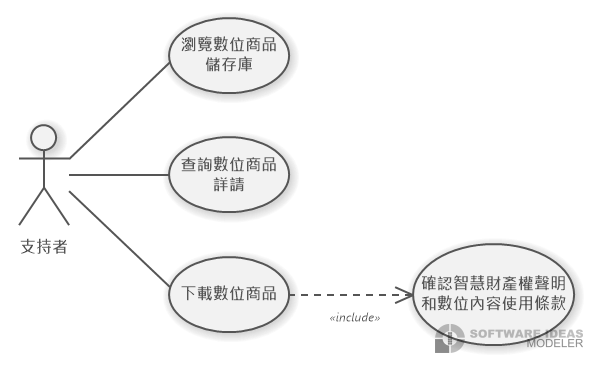 瀏覽數位商品
儲存庫
查詢數位商品
詳請
支持者
下載數位商品
«include»
確認智慧財產權聲明
和數位內容使用條款
SOFTWARE IDEAS
MODELER